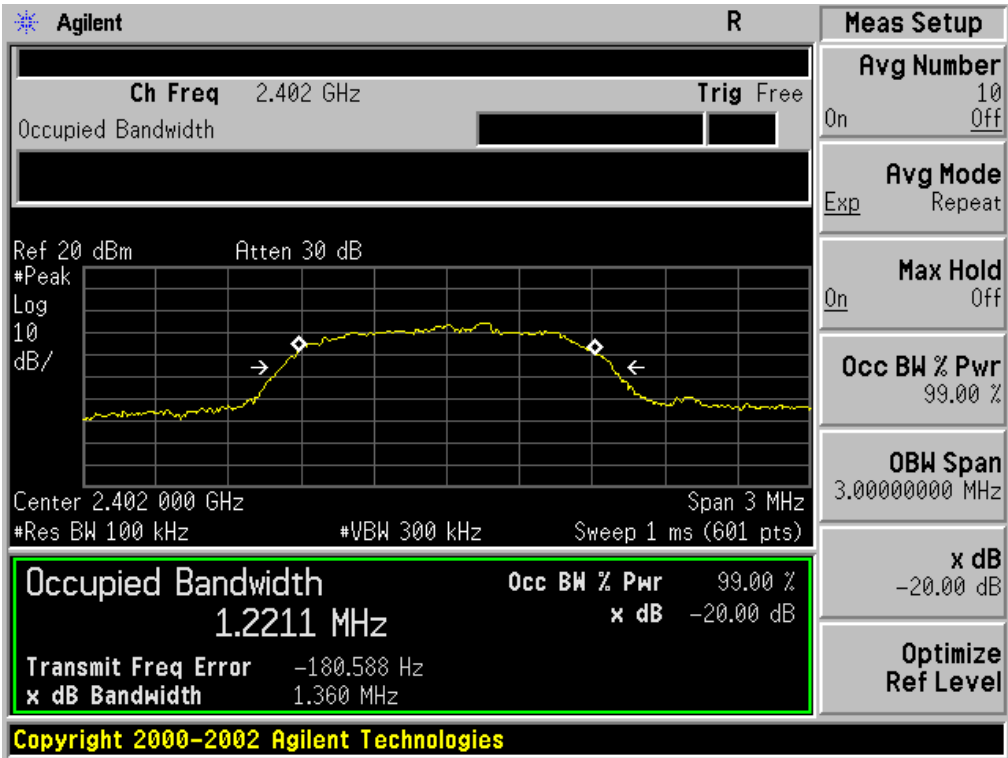 Agilent R Meas Setup
Ch Freq 2.402 GHz Trig Free
Occupied Bandwidth
Ref 20 dBm Atten 30 dB
#Peak
Log
10
dB/
Center 2.402 000 GHz Span 3 MHz
#Res BW 100 kHz #VBW 300 kHz Sweep 1 ms (601 pts)
Occupied Bandwidth Occ BW % Pwr 99.00 %
1.2211 MHz x dB -20.00 dB
Transmit Freq Error -180.588 Hz
x dB Bandwidth 1.360 MHz
Copyright 2000-2002 Agilent Technologies
Avg Number
10
On Off
Avg Mode
Exp Repeat
Max Hold
On Off
Occ BW % Pwr
99.00 %
OBW Span
3.00000000 MHz
x dB
-20.00 dB
Optimize
Ref Level